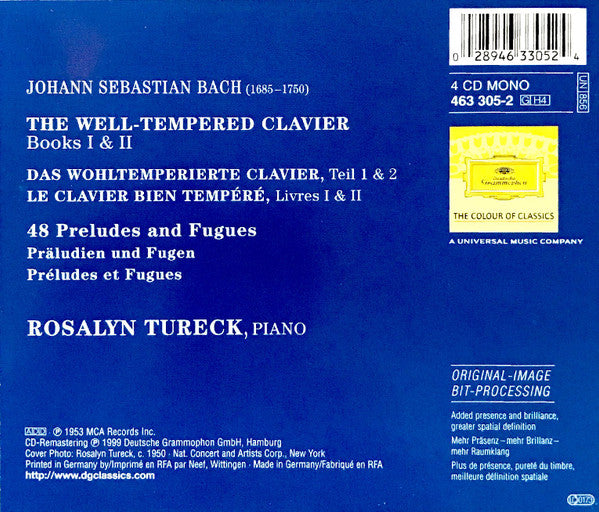 0 28946 33052 4
JOHANN SEBASTIAN BACH (1685–1750)
4 CD MONO
463 305-2 G|H4
UN 856
THE WELL-TEMPERED CLAVIER
Books I & II
DAS WOHLTEMPERIERTE CLAVIER, Teil 1 & 2
LE CLAVIER BIEN TEMPÉRÉ, Livres I & II
Deutsche
Grammophon
THE COLOUR OF CLASSICS
A UNIVERSAL MUSIC COMPANY
48 Preludes and Fugues
Präludien und Fugen
Préludes et Fugues
ROSALYN TURECK, PIANO
ORIGINAL-IMAGE
BIT-PROCESSING
Added presence and brilliance,
greater spatial definition
Mehr Präsenz – mehr Brillanz –
mehr Raumklang
Plus de présence, pureté du timbre,
meilleure définition spatiale
ADD · ℗ 1953 MCA Records Inc.
CD-Remastering ℗ 1999 Deutsche Grammophon GmbH, Hamburg
Cover Photo: Rosalyn Tureck, c. 1950 · Nat. Concert and Artists Corp., New York
Printed in Germany by/Imprimé en RFA par Neef, Wittingen · Made in Germany/Fabriqué en RFA
http://www.dgclassics.com